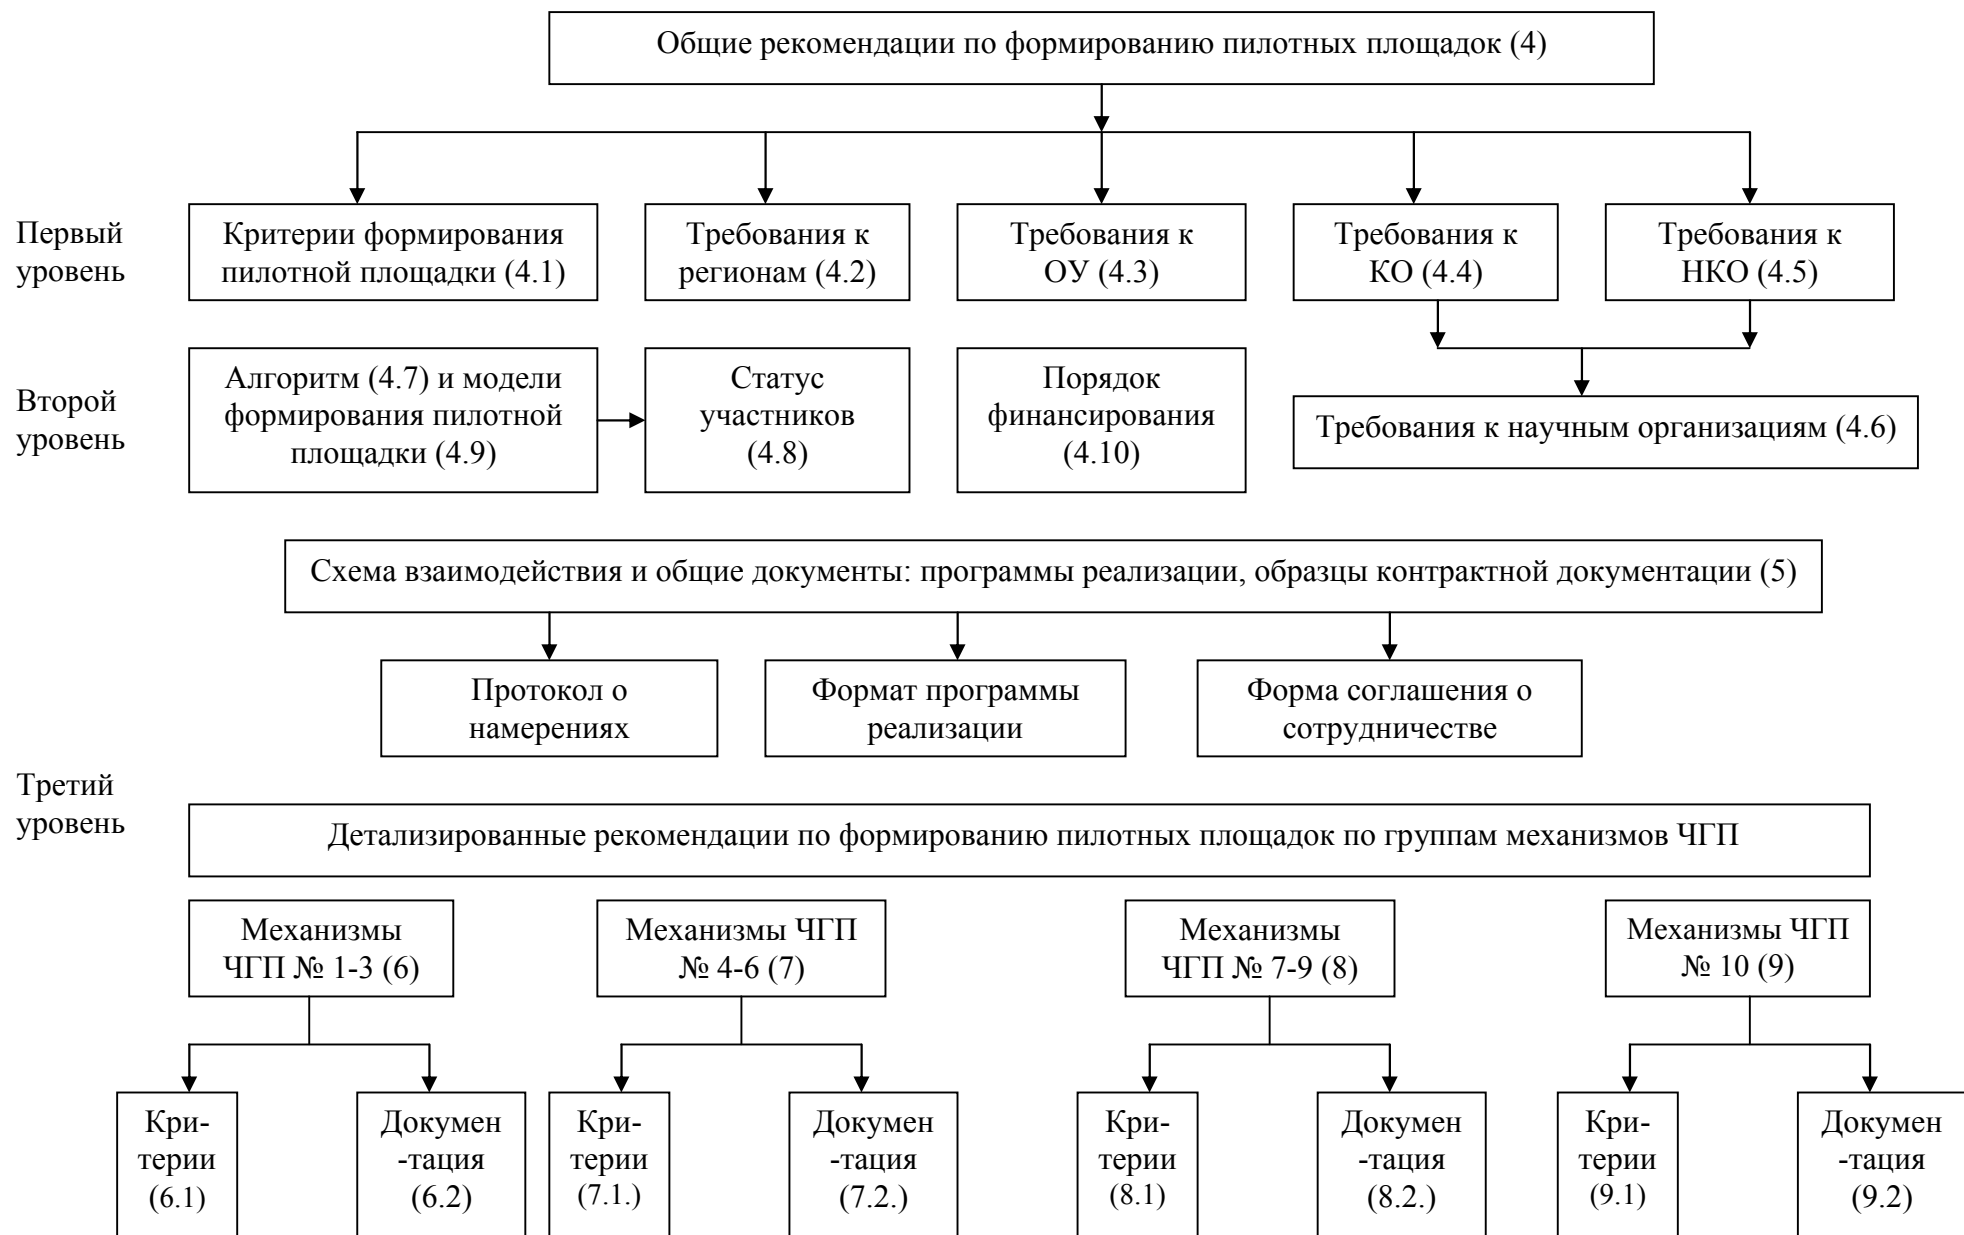 Общие рекомендации по формированию пилотных площадок (4)
Первый
уровень
Критерии формирования
пилотной площадки (4.1)
Требования к
регионам (4.2)
Требования к
ОУ (4.3)
Требования к
КО (4.4)
Требования к
НКО (4.5)
Второй
уровень
Алгоритм (4.7) и модели
формирования пилотной
площадки (4.9)
Статус
участников
(4.8)
Порядок
финансирования
(4.10)
Требования к научным организациям (4.6)
Схема взаимодействия и общие документы: программы реализации, образцы контрактной документации (5)
Протокол о
намерениях
Формат программы
реализации
Форма соглашения о
сотрудничестве
Третий
уровень
Детализированные рекомендации по формированию пилотных площадок по группам механизмов ЧГП
Механизмы
ЧГП № 1-3 (6)
Механизмы ЧГП
№ 4-6 (7)
Механизмы
ЧГП № 7-9 (8)
Механизмы ЧГП
№ 10 (9)
Кри-
терии
(6.1)
Докумен
-тация
(6.2)
Кри-
терии
(7.1.)
Докумен
-тация
(7.2.)
Кри-
терии
(8.1)
Докумен
-тация
(8.2.)
Кри-
терии
(9.1)
Докумен
-тация
(9.2)